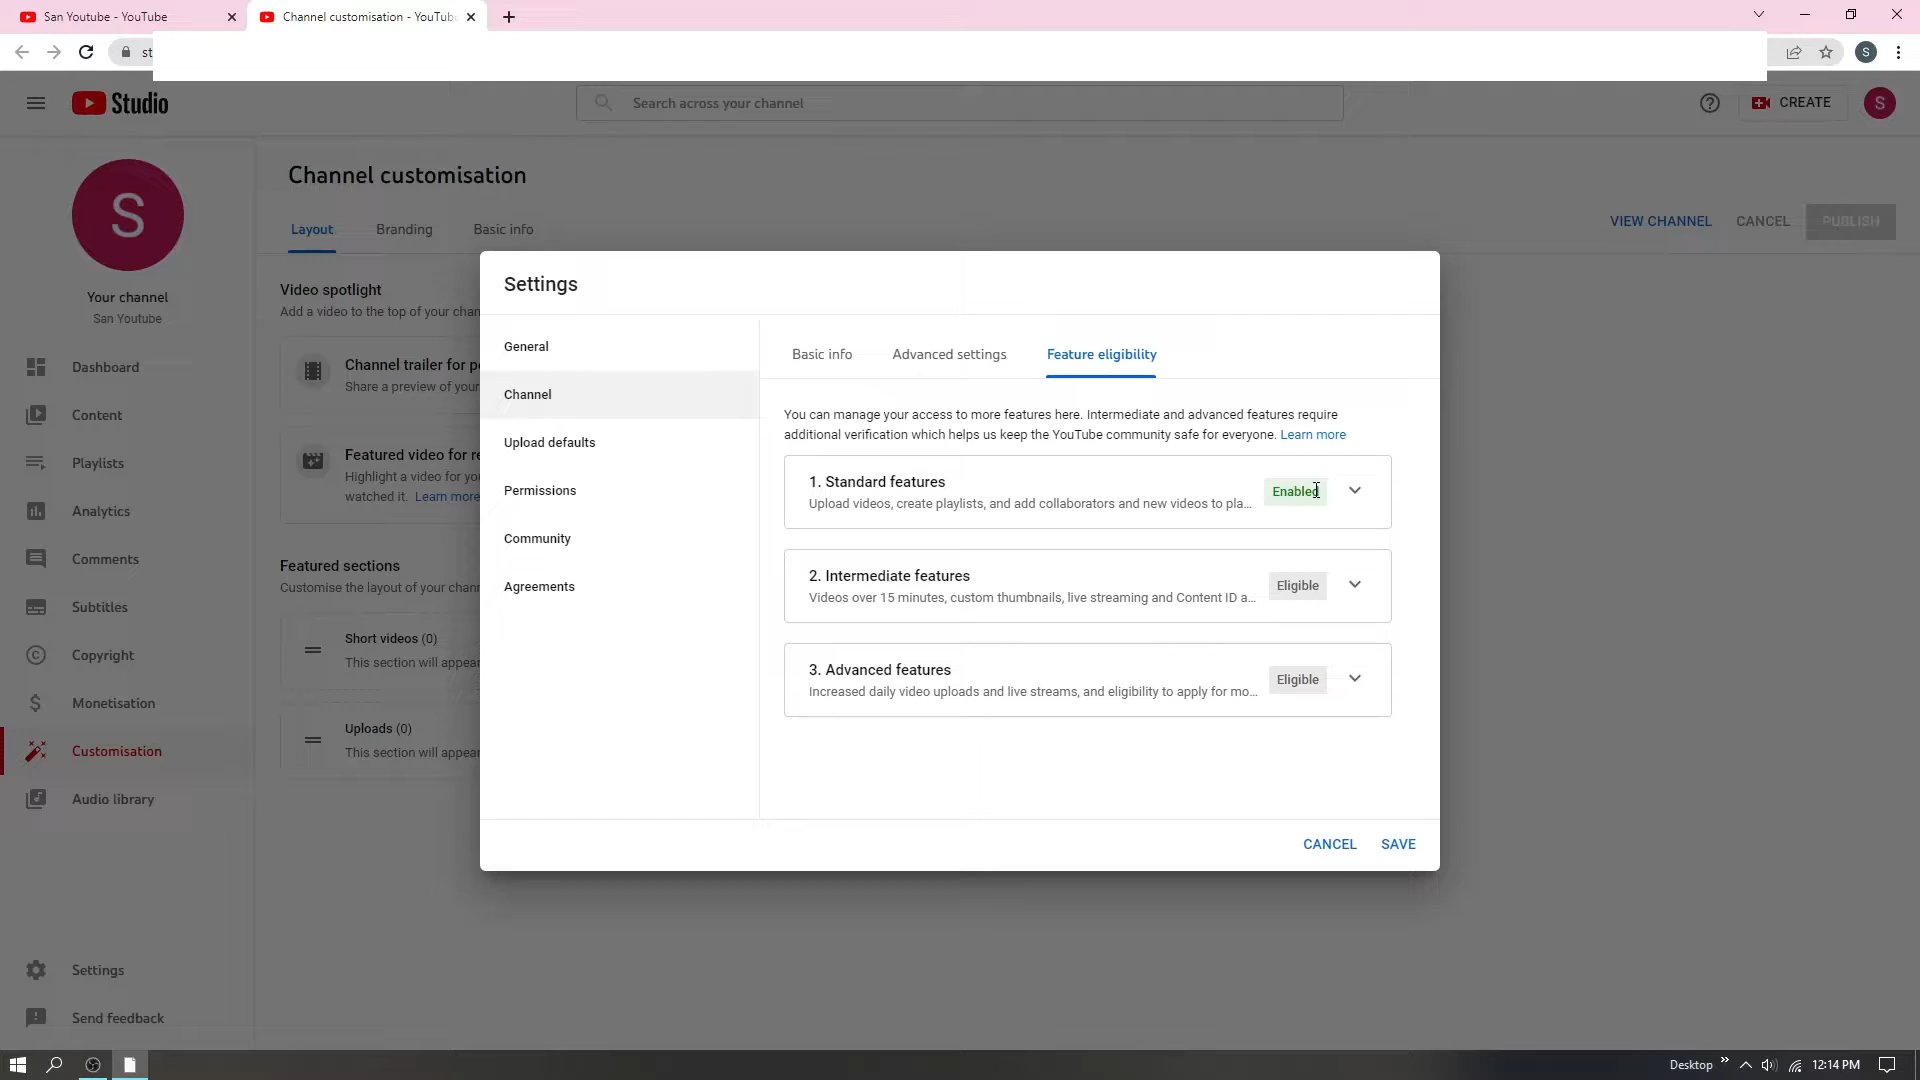 San Youtube - YouTube
Channel customisation - YouTub
st
S
Studio
Search across your channel
CREATE
S
S
Your channel
San Youtube
Dashboard
Content
Playlists
Analytics
Comments
Subtitles
Copyright
Monetisation
Customisation
Audio library
Settings
Send feedback
Channel customisation
Layout
Branding
Basic info
VIEW CHANNEL
CANCEL
PUBLISH
Video spotlight
Add a video to the top of your chan
Channel trailer for p
Share a preview of your
Featured video for r
Highlight a video for yo
watched it. Learn more
Featured sections
Customise the layout of your chan
Short videos (0)
This section will appear
Uploads (0)
This section will appear
Settings
General
Channel
Upload defaults
Permissions
Community
Agreements
Basic info
Advanced settings
Feature eligibility
You can manage your access to more features here. Intermediate and advanced features require
additional verification which helps us keep the YouTube community safe for everyone. Learn more
1. Standard features
Upload videos, create playlists, and add collaborators and new videos to pla...
Enabled
2. Intermediate features
Videos over 15 minutes, custom thumbnails, live streaming and Content ID a...
Eligible
3. Advanced features
Increased daily video uploads and live streams, and eligibility to apply for mo...
Eligible
CANCEL
SAVE
Desktop
12:14 PM